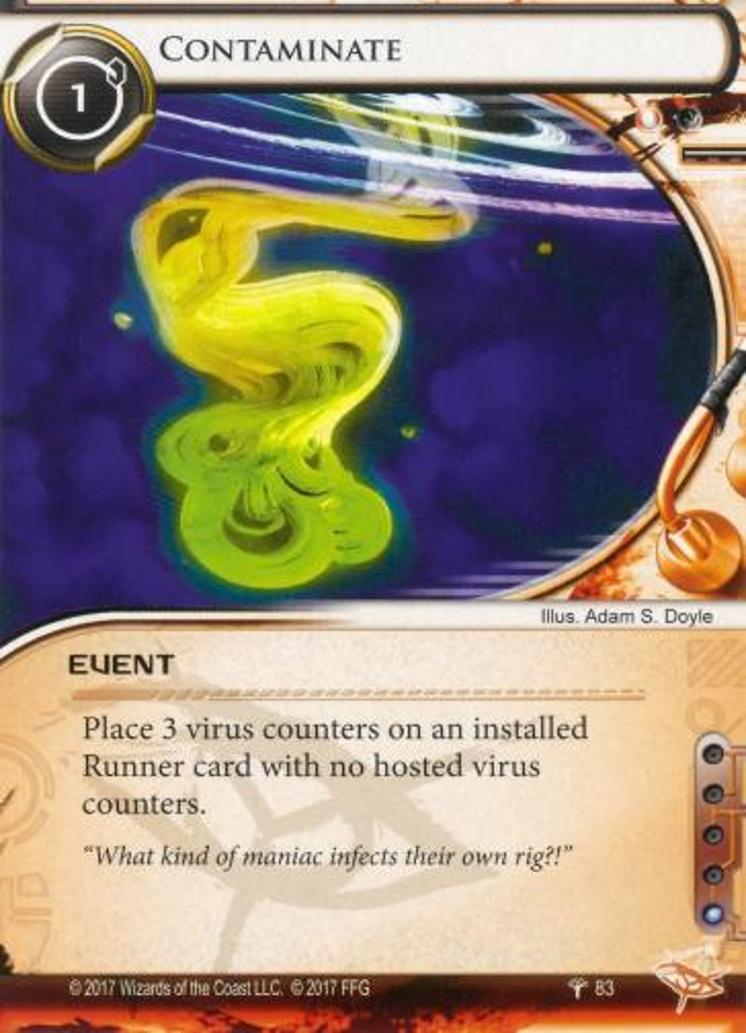 Contaminate
1
Illus. Adam S. Doyle
EVENT
Place 3 virus counters on an installed
Runner card with no hosted virus
counters.
“What kind of maniac infects their own rig?!”
© 2017 Wizards of the Coast LLC. © 2017 FFG
83